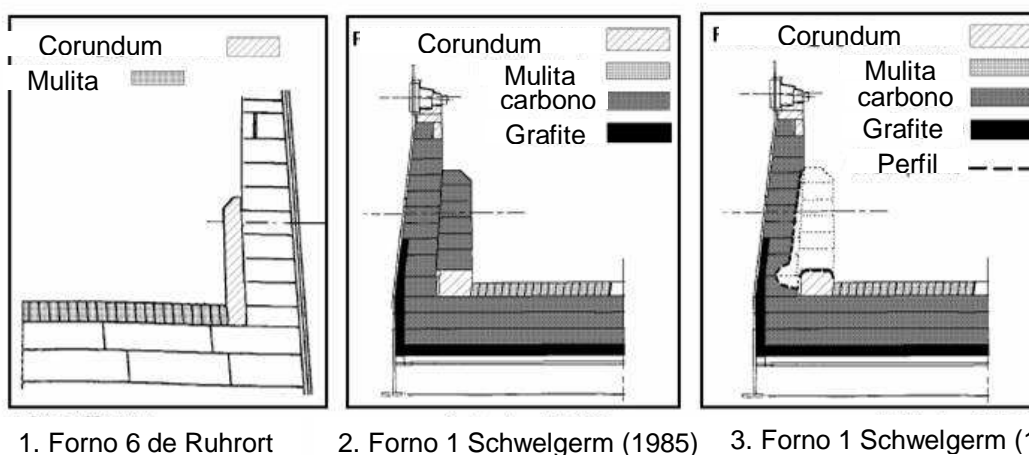 Corundum
Mulita
1. Forno 6 de Ruhrort
F
Corundum
Mulita
carbono
Grafite
2. Forno 1 Schwelgerm (1985)
F
Corundum
Mulita
carbono
Grafite
Perfil
3. Forno 1 Schwelgerm (1